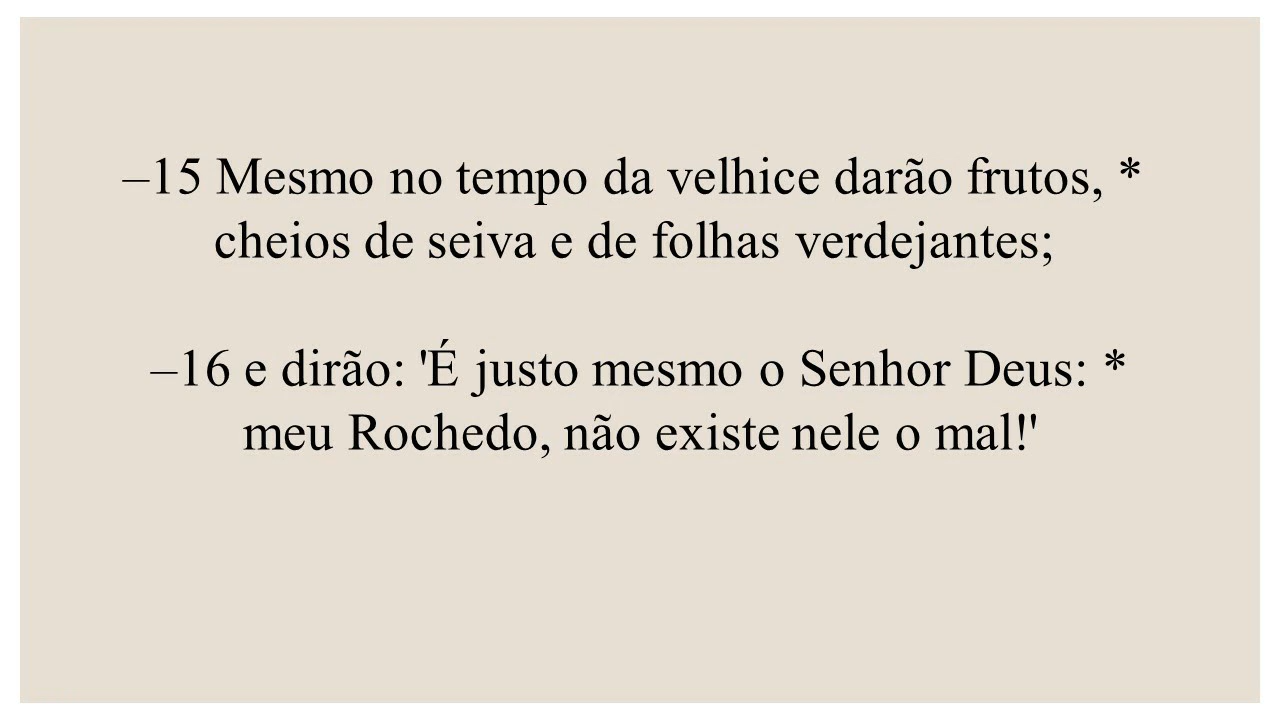 –15 Mesmo no tempo da velhice darão frutos, *
cheios de seiva e de folhas verdejantes;
–16 e dirão: 'É justo mesmo o Senhor Deus: *
meu Rochedo, não existe nele o mal!'